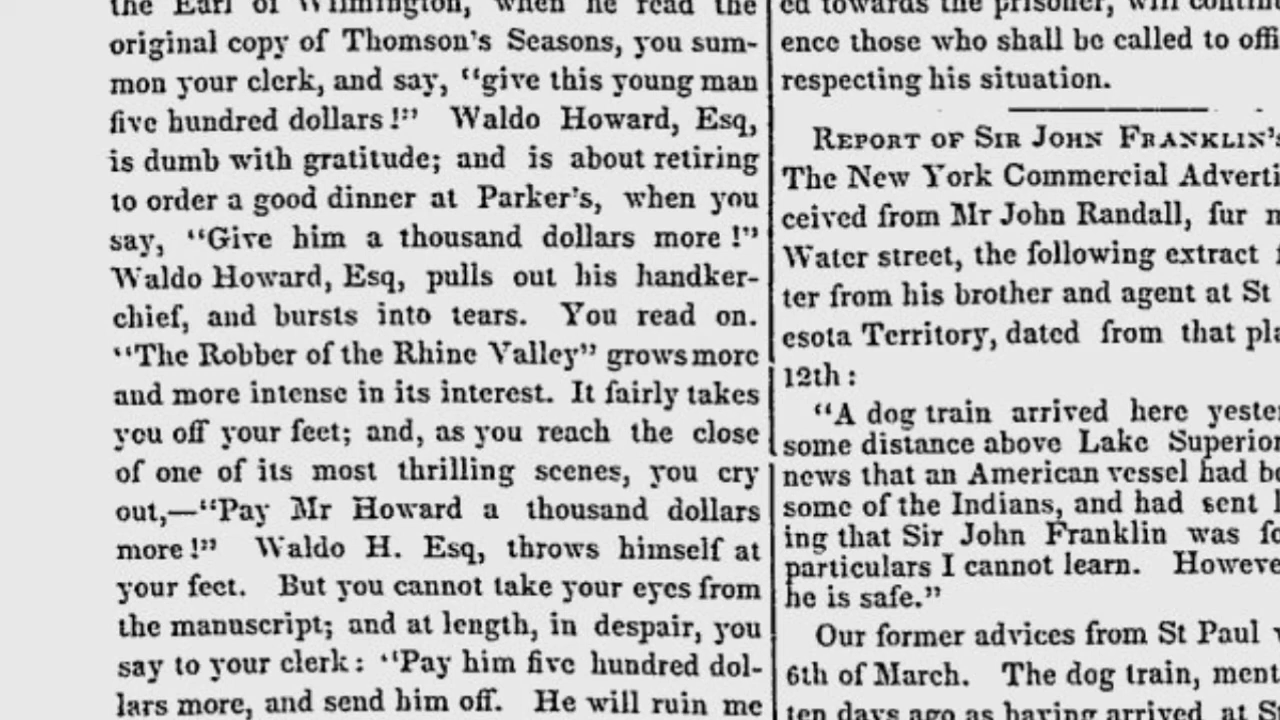 the Earl of Wilmington, when he read the
original copy of Thomson's Seasons, you sum-
mon your clerk, and say, "give this young man
five hundred dollars!" Waldo Howard, Esq,
is dumb with gratitude; and is about retiring
to order a good dinner at Parker's, when you
say, "Give him a thousand dollars more!"
Waldo Howard, Esq, pulls out his handker-
chief, and bursts into tears. You read on.
"The Robber of the Rhine Valley" grows more
and more intense in its interest. It fairly takes
you off your feet; and, as you reach the close
of one of its most thrilling scenes, you cry
out,—"Pay Mr Howard a thousand dollars
more!" Waldo H. Esq, throws himself at
your feet. But you cannot take your eyes from
the manuscript; and at length, in despair, you
say to your clerk: "Pay him five hundred dol-
lars more, and send him off. He will ruin me
ed towards the prisoner, will
ence those who shall be called to
respecting his situation.
REPORT OF SIR JOHN FRANKLIN'S
The New York Commercial
ceived from Mr John Randall, fur
Water street, the following extract
ter from his brother and agent at St
esota Territory, dated from that
12th:
"A dog train arrived here
some distance above Lake Superior
news that an American vessel had
some of the Indians, and had sent
ing that Sir John Franklin was
particulars I cannot learn.
he is safe."
Our former advices from St Paul
6th of March. The dog train,
ten days ago as having arrived at